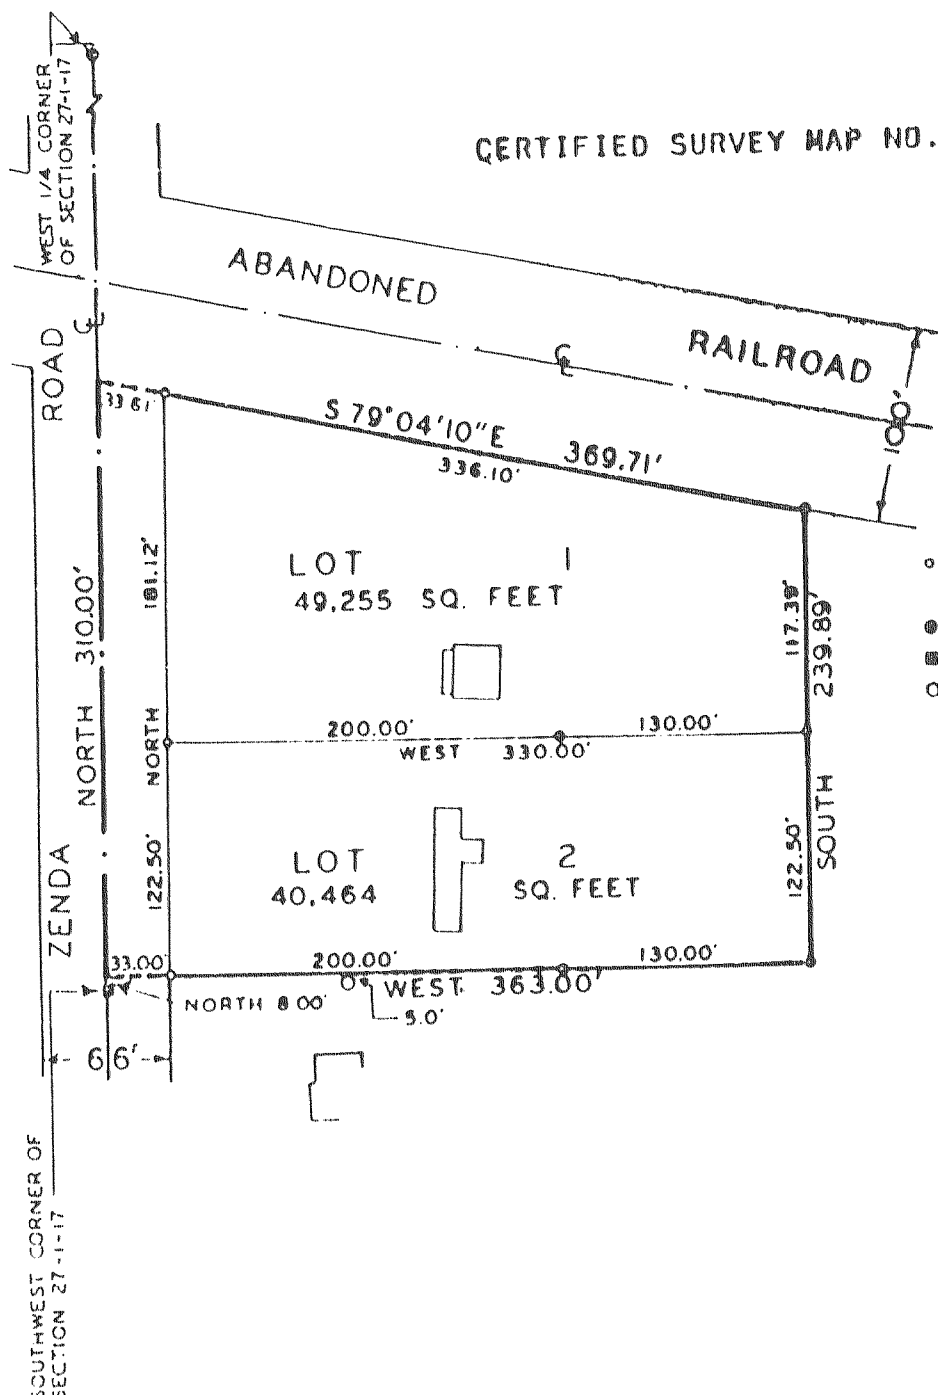 CERTIFIED SURVEY MAP NO.
WEST 1/4 CORNER
OF SECTION 27-1-17
ABANDONED
RAILROAD
100'
ROAD
33.61'
S 79°04'10"E 369.71'
336.10'
LOT 1
49,255 SQ. FEET
181.12'
117.39'
239.89'
NORTH 310.00'
NORTH
200.00' 130.00'
WEST 330.00'
SOUTH
ZENDA
122.50'
LOT 2
40,464 SQ. FEET
122.50'
33.00'
200.00' 130.00'
WEST 363.00'
NORTH 8.00'
5.0'
66'
SOUTHWEST CORNER OF
SECTION 27-1-17